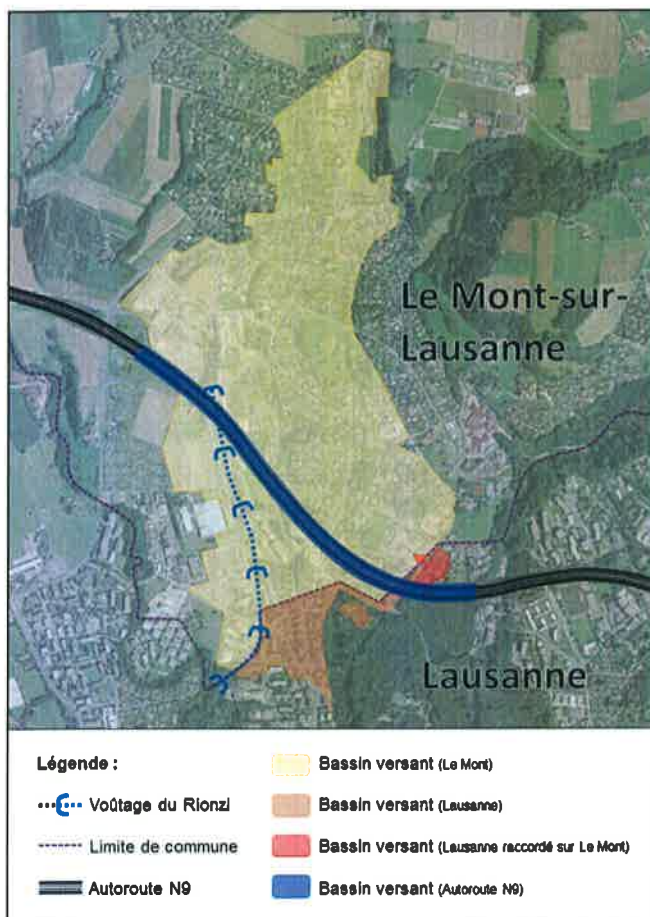 Le Mont-sur-
Lausanne
Lausanne
Légende :
Voûtage du Rionzi
Limite de commune
Autoroute N9
Bassin versant (Le Mont)
Bassin versant (Lausanne)
Bassin versant (Lausanne raccordé sur Le Mont)
Bassin versant (Autoroute N9)